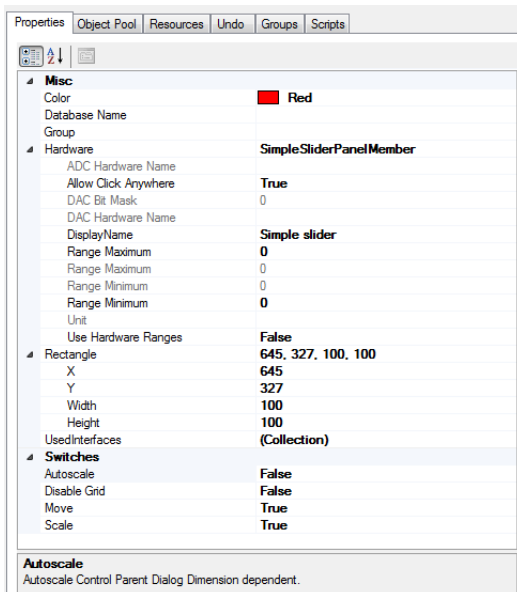 Properties Object Pool Resources Undo Groups Scripts
Misc
Color Red
Database Name
Group
Hardware SimpleSliderPanelMember
ADC Hardware Name
Allow Click Anywhere True
DAC Bit Mask 0
DAC Hardware Name
DisplayName Simple slider
Range Maximum 0
Range Maximum 0
Range Minimum 0
Range Minimum 0
Unit
Use Hardware Ranges False
Rectangle 645, 327, 100, 100
X 645
Y 327
Width 100
Height 100
UsedInterfaces (Collection)
Switches
Autoscale False
Disable Grid False
Move True
Scale True
Autoscale
Autoscale Control Parent Dialog Dimension dependent.